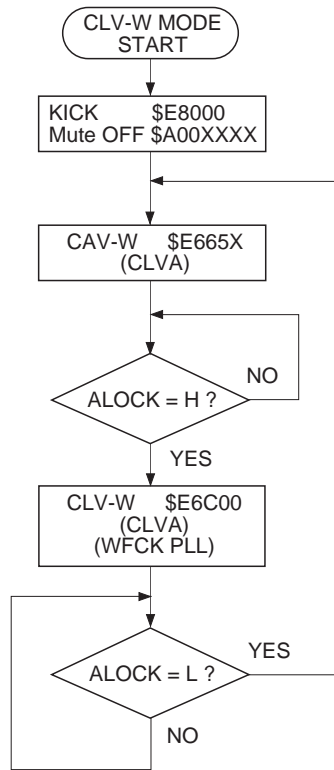 CLV-W MODE
START
KICK $E8000
Mute OFF $A00XXXX
CAV-W $E665X
(CLVA)
NO
ALOCK = H ?
YES
CLV-W $E6C00
(CLVA)
(WFCK PLL)
ALOCK = L ?
YES
NO